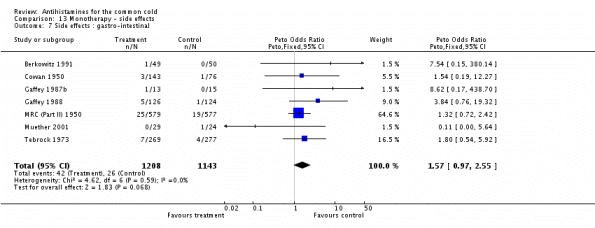 Review: Antihistamines for the common cold
Comparison: 13 Monotherapy - side effects
Outcome: 7 Side effects : gastro-intestinal
Study or subgroup Treatment Control Peto Odds Ratio Weight Peto Odds Ratio
n/N n/N Peto,Fixed,95% CI Peto,Fixed,95% CI
Berkowitz 1991 1/49 0/50 1.5 % 7.54 [ 0.15, 380.14 ]
Cowan 1950 3/143 1/76 5.5 % 1.54 [ 0.19, 12.27 ]
Gaffey 1987b 1/13 0/15 1.5 % 8.62 [ 0.17, 438.70 ]
Gaffey 1988 5/126 1/124 9.0 % 3.84 [ 0.76, 19.32 ]
MRC (Part II) 1950 25/579 19/577 64.6 % 1.32 [ 0.72, 2.42 ]
Muether 2001 0/29 1/24 1.5 % 0.11 [ 0.00, 5.64 ]
Tebrock 1973 7/269 4/277 16.5 % 1.80 [ 0.54, 5.92 ]
Total (95% CI) 1208 1143 100.0 % 1.57 [ 0.97, 2.55 ]
Total events: 42 (Treatment), 26 (Control)
Heterogeneity: Chi² = 4.62, df = 6 (P = 0.59); I² =0.0%
Test for overall effect: Z = 1.83 (P = 0.068)
0.02 0.1 1 10 50
Favours treatment Favours control